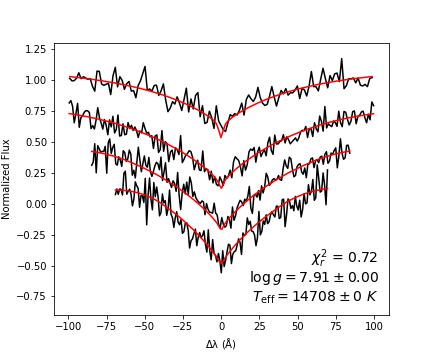 1.25
1.00
0.75
0.50
0.25
0.00
−0.25
−0.50
−0.75
Normalized Flux
χ²ᵣ = 0.72
log g = 7.91 ± 0.00
T_eff = 14708 ± 0 K
−100 −75 −50 −25 0 25 50 75 100
Δλ (Å)